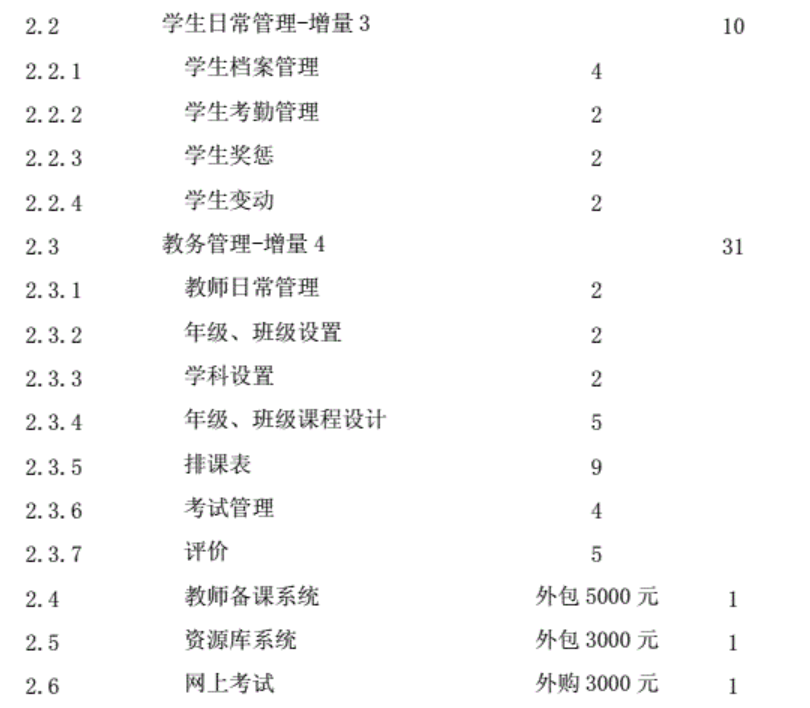 2.2 学生日常管理-增量 3 10
2.2.1 学生档案管理 4
2.2.2 学生考勤管理 2
2.2.3 学生奖惩 2
2.2.4 学生变动 2
2.3 教务管理-增量 4 31
2.3.1 教师日常管理 2
2.3.2 年级、班级设置 2
2.3.3 学科设置 2
2.3.4 年级、班级课程设计 5
2.3.5 排课表 9
2.3.6 考试管理 4
2.3.7 评价 5
2.4 教师备课系统 外包 5000 元 1
2.5 资源库系统 外包 3000 元 1
2.6 网上考试 外购 3000 元 1